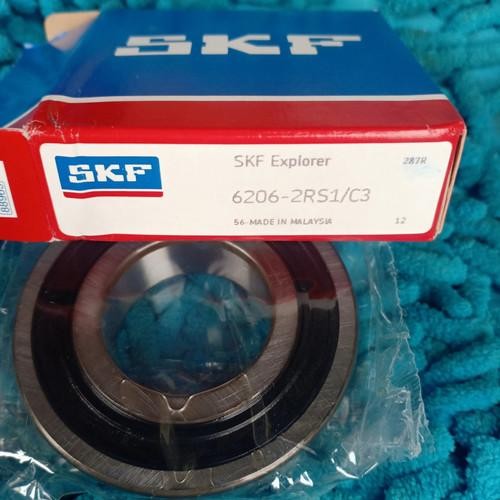 SKF
SKF
SKF Explorer 287R
6206-2RS1/C3
56-MADE IN MALAYSIA 12